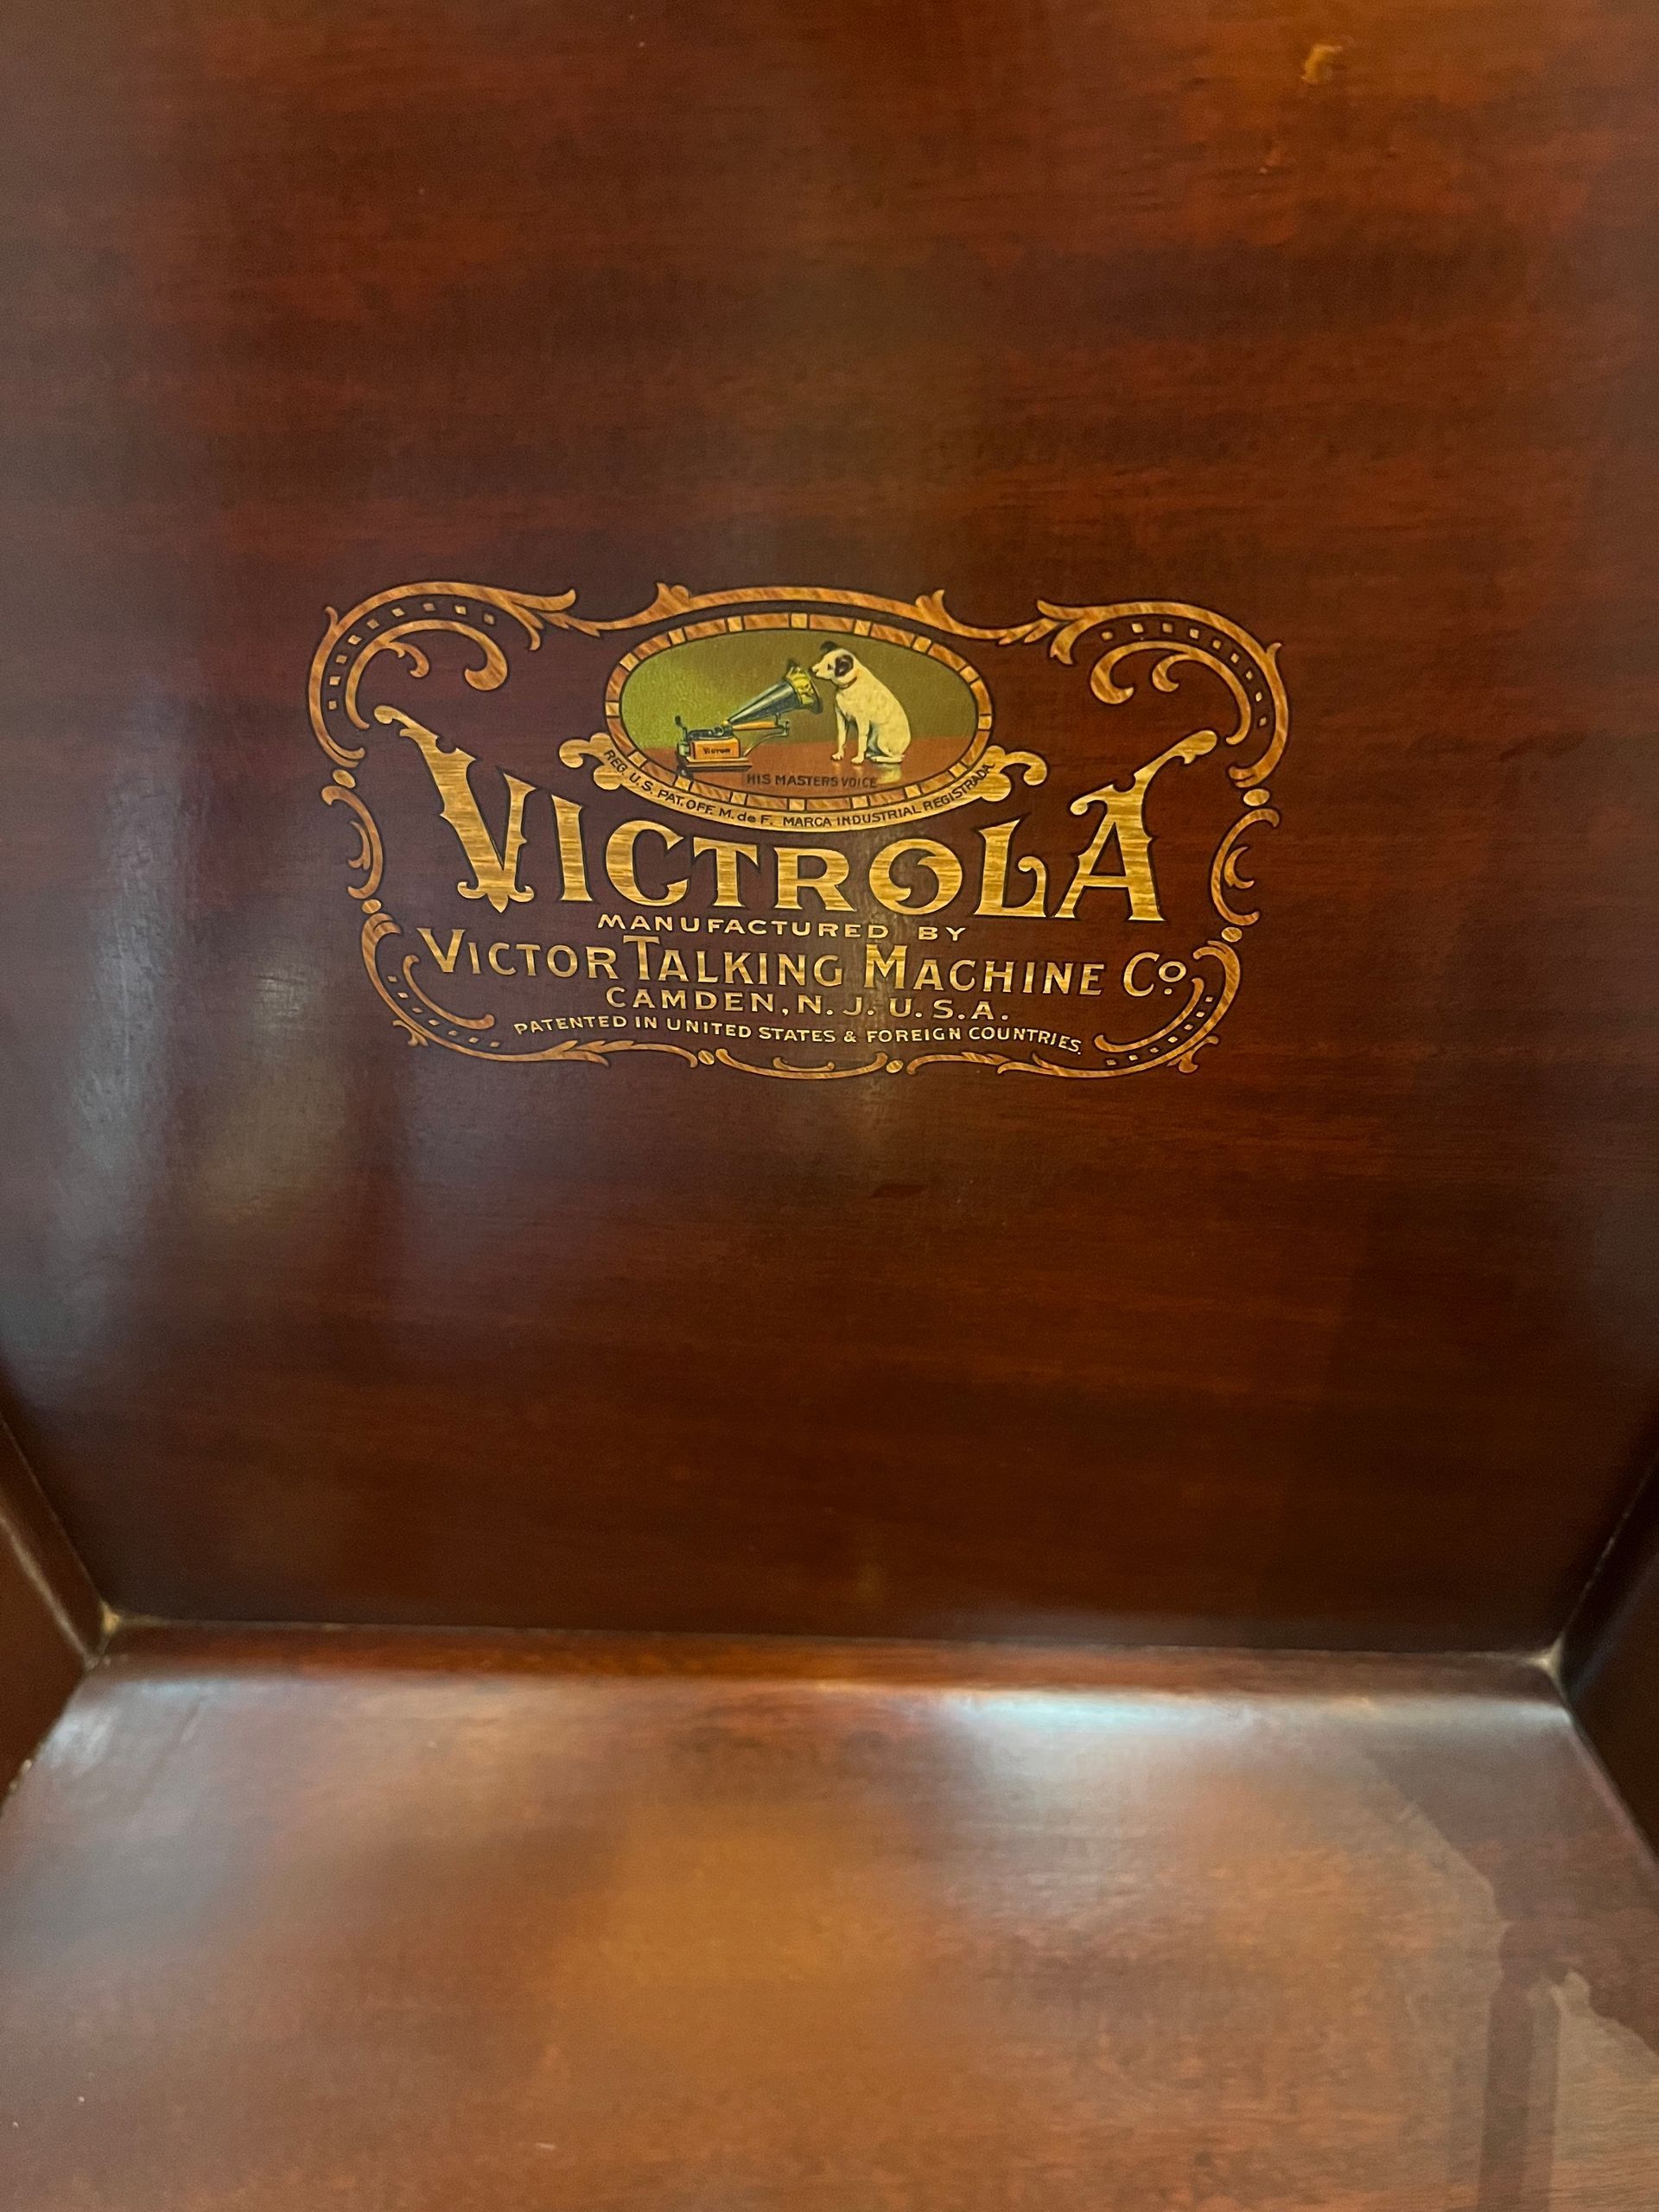 VICTOR
HIS MASTERS VOICE
REG. U.S. PAT. OFF. M. de F. MARCA INDUSTRIAL REGISTRADA
VICTROLA
MANUFACTURED BY
VICTOR TALKING MACHINE Co.
CAMDEN, N. J. U. S. A.
PATENTED IN UNITED STATES & FOREIGN COUNTRIES.